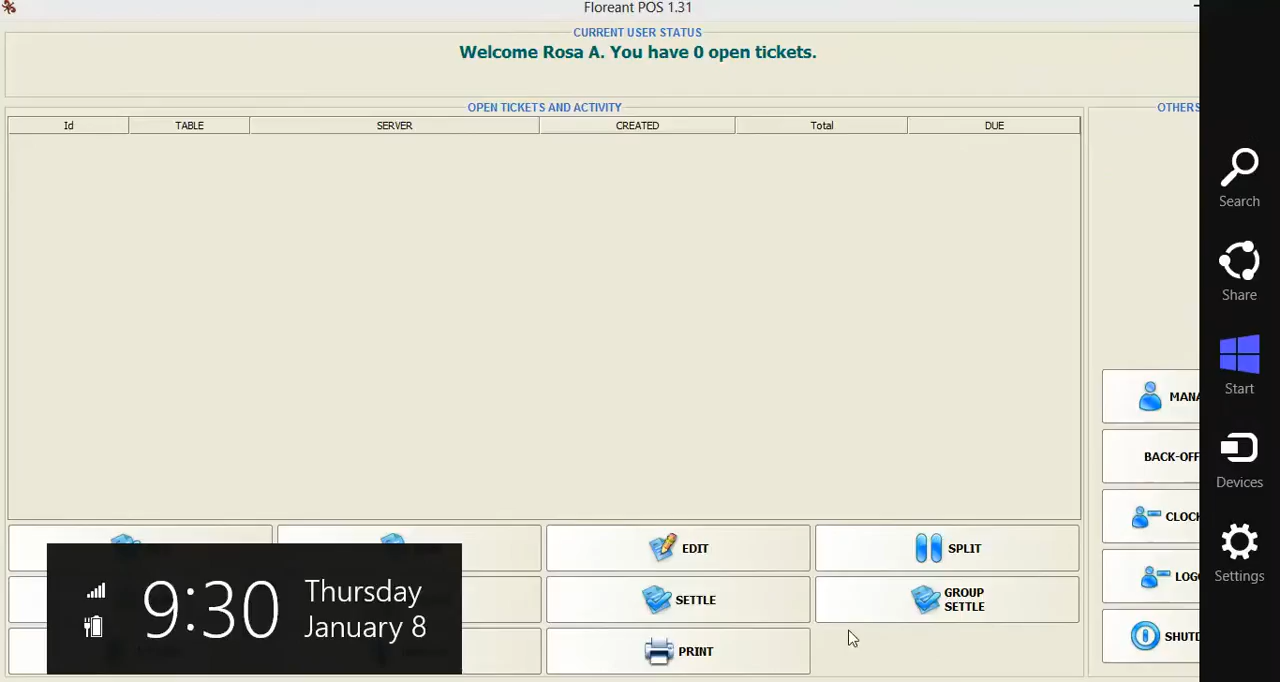 Floreant POS 1.31
CURRENT USER STATUS
Welcome Rosa A. You have 0 open tickets.
OPEN TICKETS AND ACTIVITY
OTHERS
Id TABLE SERVER CREATED Total DUE
Search
Share
Start
Devices
Settings
MANA
BACK-OFF
CLOCK
LOGO
SHUTD
EDIT
SPLIT
SETTLE
GROUP
SETTLE
PRINT
9:30
Thursday
January 8